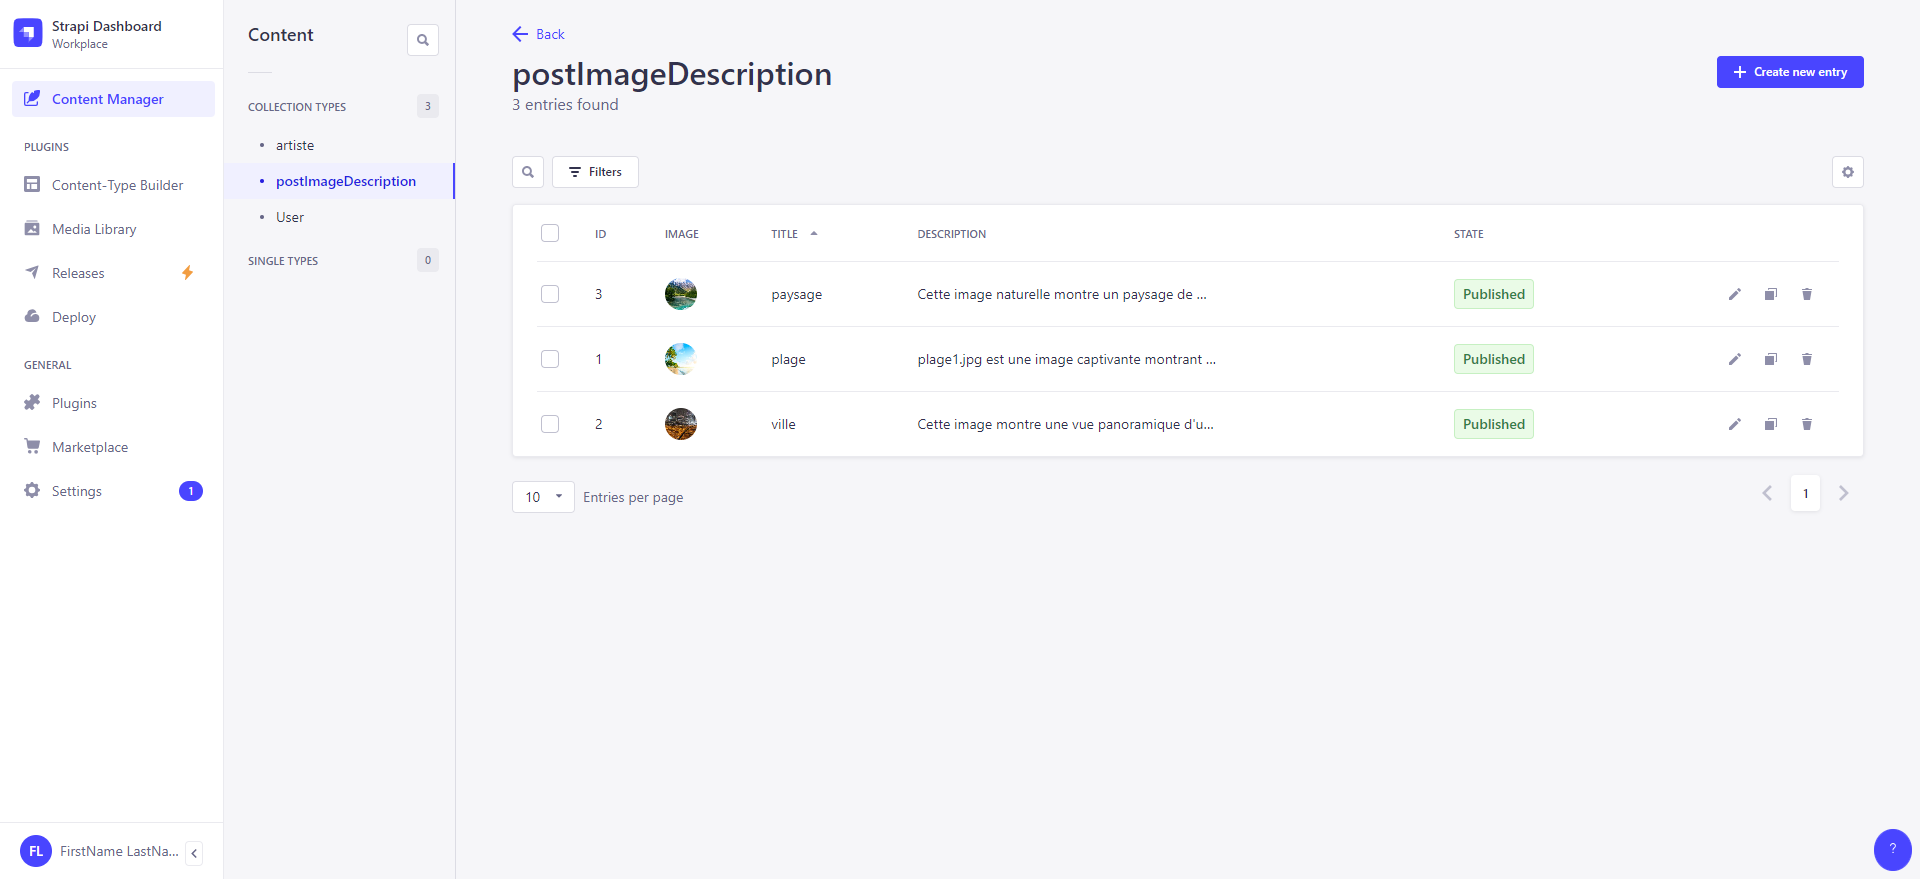 Strapi Dashboard
Workplace
Content Manager
PLUGINS
Content-Type Builder
Media Library
Releases
Deploy
GENERAL
Plugins
Marketplace
Settings
1
FL
FirstName LastNa...
Content
COLLECTION TYPES
3
artiste
postImageDescription
User
SINGLE TYPES
0
Back
postImageDescription
3 entries found
Create new entry
Filters
ID IMAGE TITLE DESCRIPTION STATE
3 paysage Cette image naturelle montre un paysage de ... Published
1 plage plage1.jpg est une image captivante montrant ... Published
2 ville Cette image montre une vue panoramique d'u... Published
10 Entries per page
1
?